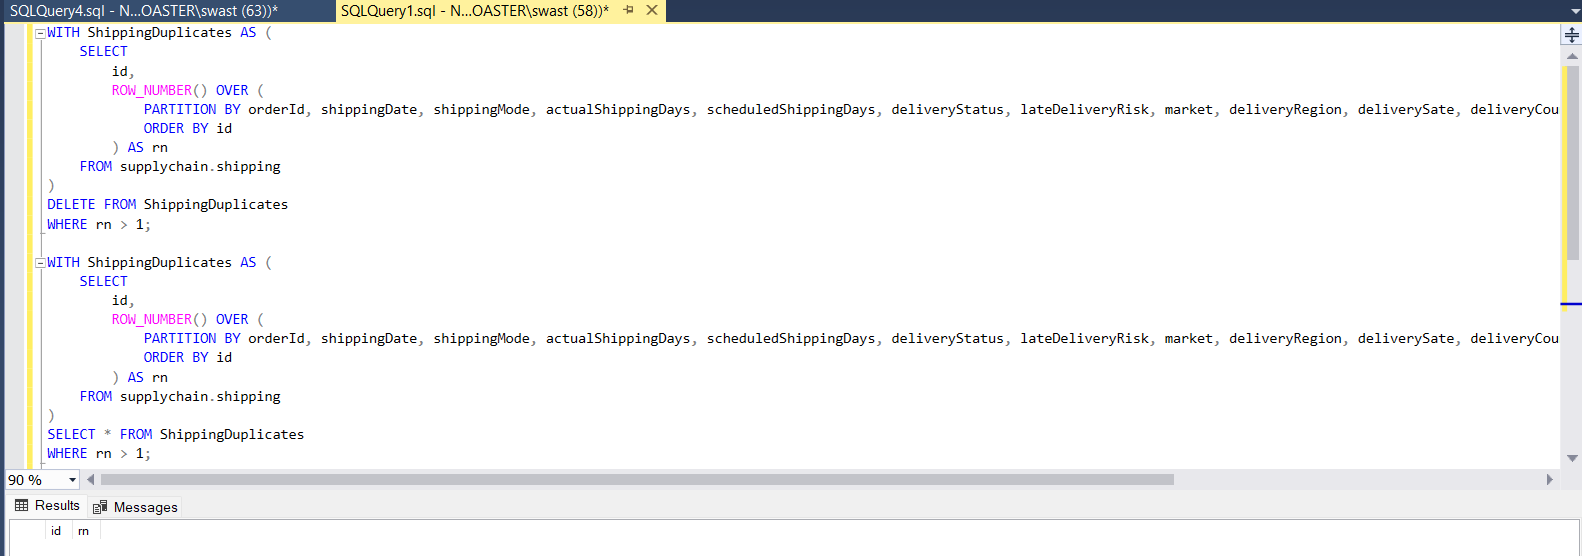 SQLQuery4.sql - N...OASTER\swast (63))* SQLQuery1.sql - N...OASTER\swast (58))*
WITH ShippingDuplicates AS (
SELECT
id,
ROW_NUMBER() OVER (
PARTITION BY orderId, shippingDate, shippingMode, actualShippingDays, scheduledShippingDays, deliveryStatus, lateDeliveryRisk, market, deliveryRegion, deliverySate, deliveryCou
ORDER BY id
) AS rn
FROM supplychain.shipping
)
DELETE FROM ShippingDuplicates
WHERE rn > 1;
WITH ShippingDuplicates AS (
SELECT
id,
ROW_NUMBER() OVER (
PARTITION BY orderId, shippingDate, shippingMode, actualShippingDays, scheduledShippingDays, deliveryStatus, lateDeliveryRisk, market, deliveryRegion, deliverySate, deliveryCou
ORDER BY id
) AS rn
FROM supplychain.shipping
)
SELECT * FROM ShippingDuplicates
WHERE rn > 1;
90 %
Results Messages
id rn